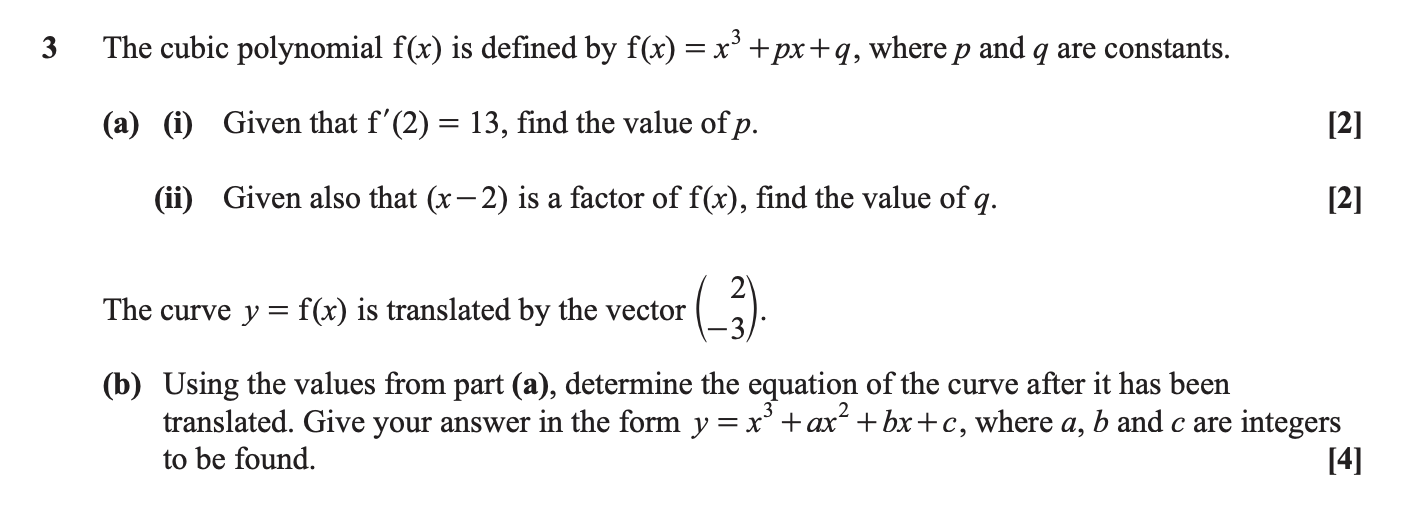 3 The cubic polynomial f(x) is defined by f(x) = x³ + px + q, where p and q are constants.
(a) (i) Given that f′(2) = 13, find the value of p. [2]
(ii) Given also that (x − 2) is a factor of f(x), find the value of q. [2]
The curve y = f(x) is translated by the vector (2 −3).
(b) Using the values from part (a), determine the equation of the curve after it has been
translated. Give your answer in the form y = x³ + ax² + bx + c, where a, b and c are integers
to be found. [4]